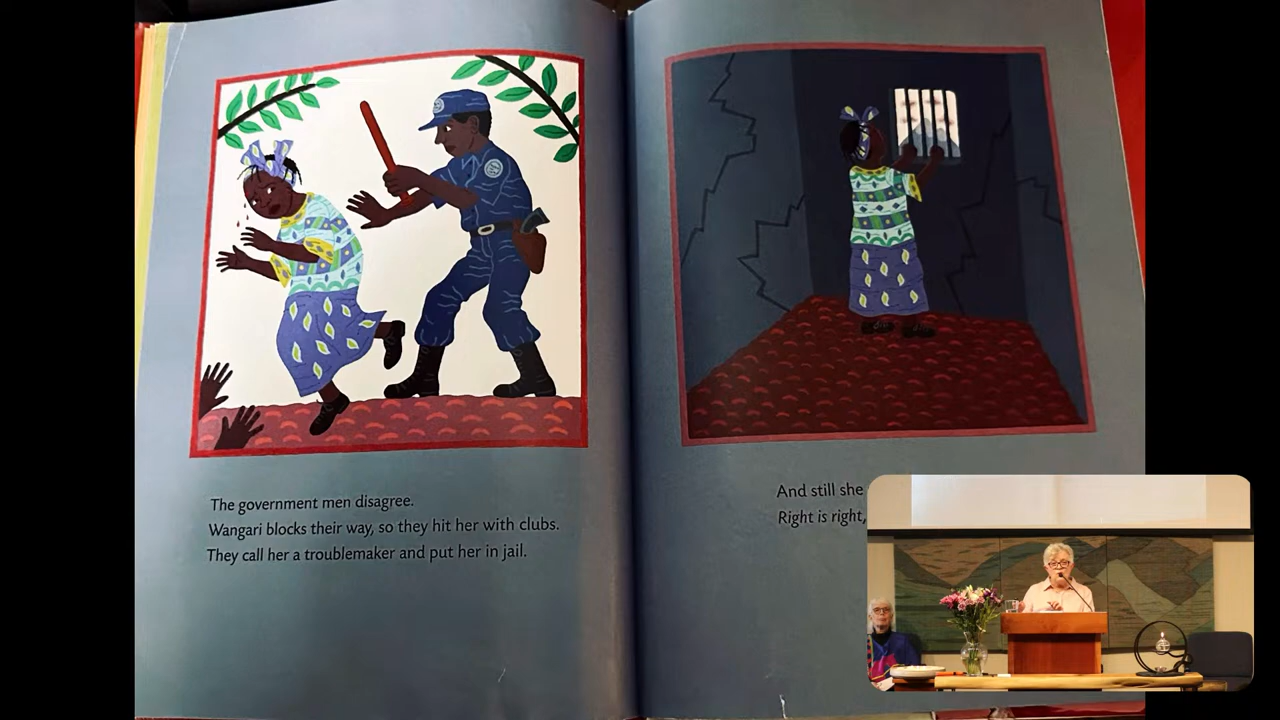 The government men disagree.
Wangari blocks their way, so they hit her with clubs.
They call her a troublemaker and put her in jail.
And still she
Right is right,